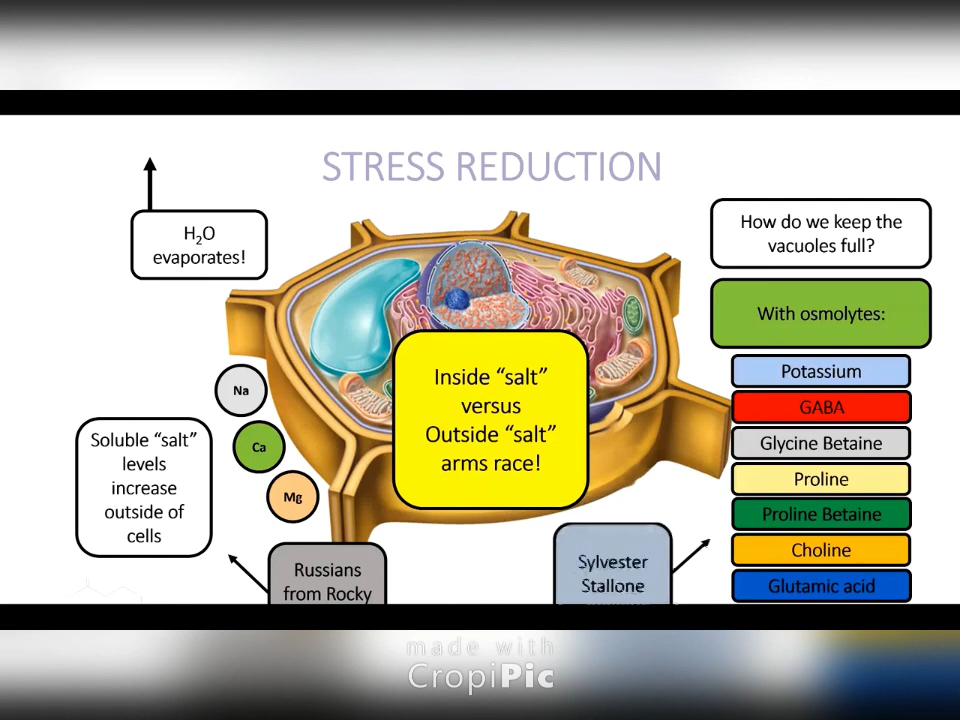 STRESS REDUCTION
H₂O
evaporates!
How do we keep the
vacuoles full?
With osmolytes:
Potassium
GABA
Glycine Betaine
Proline
Proline Betaine
Choline
Glutamic acid
Inside “salt”
versus
Outside “salt”
arms race!
Na
Ca
Mg
Soluble “salt”
levels
increase
outside of
cells
Russians
from Rocky
Sylvester
Stallone
made with
CropiPic